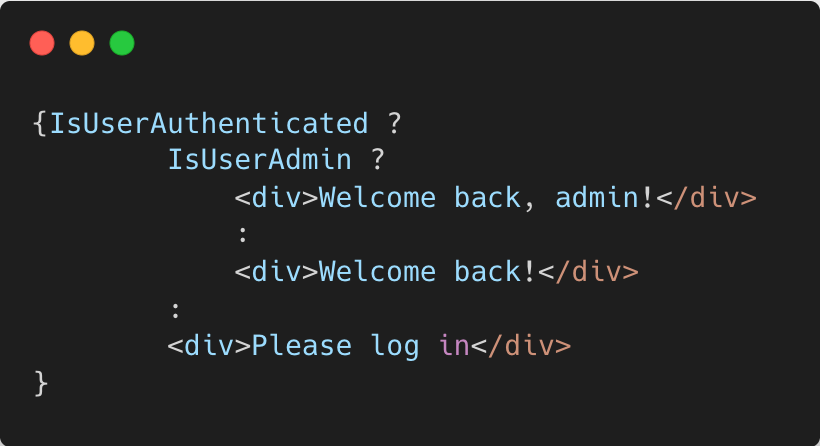 {IsUserAuthenticated ?
        IsUserAdmin ?
            <div>Welcome back, admin!</div>
            :
            <div>Welcome back!</div>
        :
        <div>Please log in</div>
}